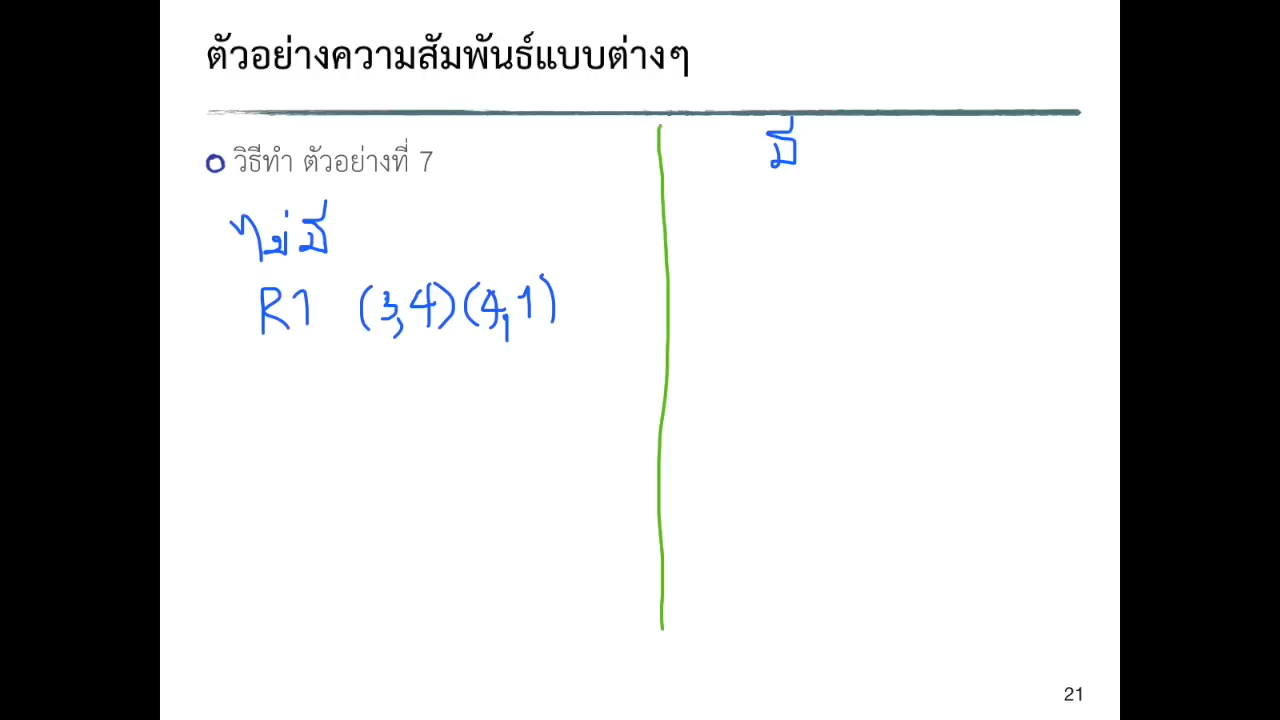 ตัวอย่างความสัมพันธ์แบบต่างๆ
วิธีทำ ตัวอย่างที่ 7
มี
ไม่มี
R1 (3,4)(4,1)
21